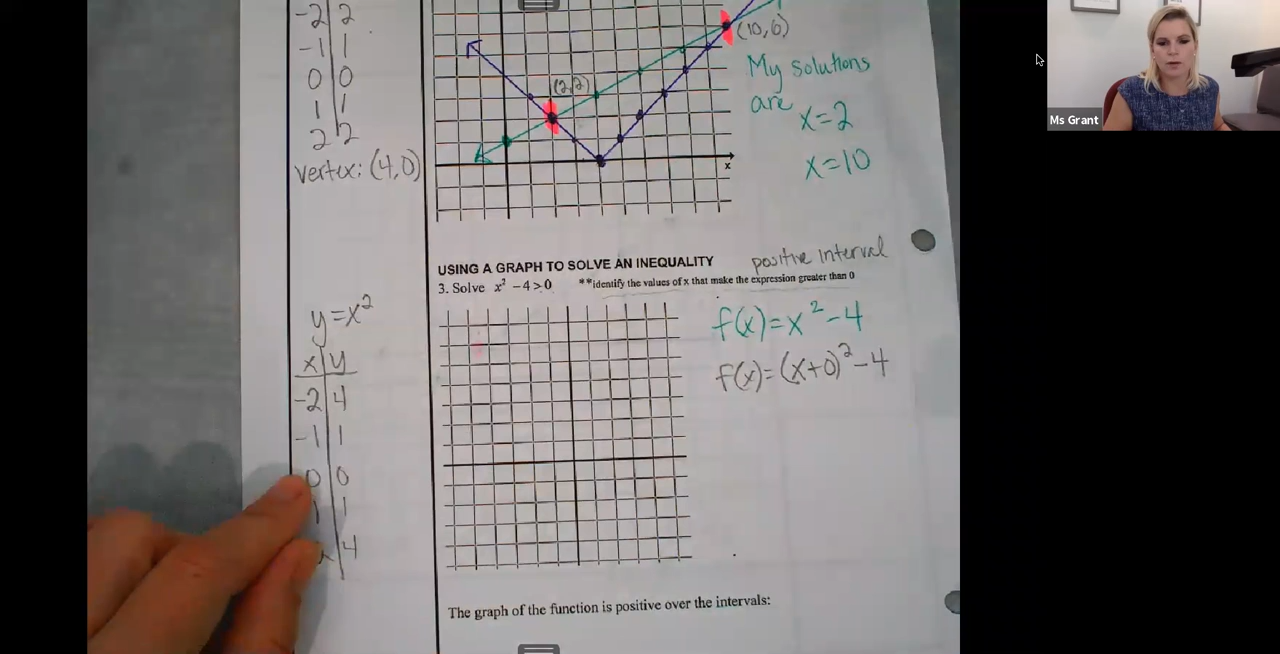 -2 2
-1 1
0 0
1 1
2 2
vertex: (4,0)
(2,2)
(10,6)
x
My solutions
are
x=2
x=10
Ms Grant
USING A GRAPH TO SOLVE AN INEQUALITY
positive interval
3. Solve x² -4>0 **identify the values of x that make the expression greater than 0
y=x²
x y
-2 4
-1 1
0 0
1 1
4
f(x)=x²-4
f(x)=(x+0)²-4
The graph of the function is positive over the intervals: